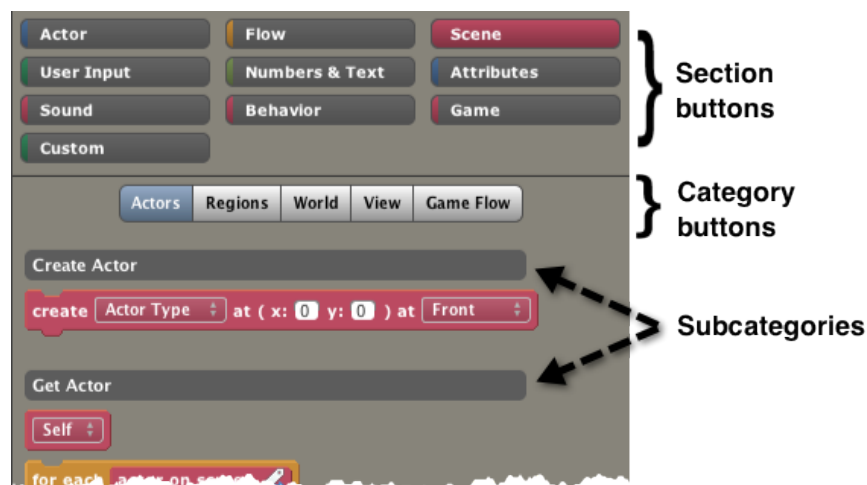 Actor Flow Scene
User Input Numbers & Text Attributes
Sound Behavior Game
Custom
Section
buttons
Actors Regions World View Game Flow
Category
buttons
Create Actor
create Actor Type at ( x: 0 y: 0 ) at Front
Subcategories
Get Actor
Self
for each actor on